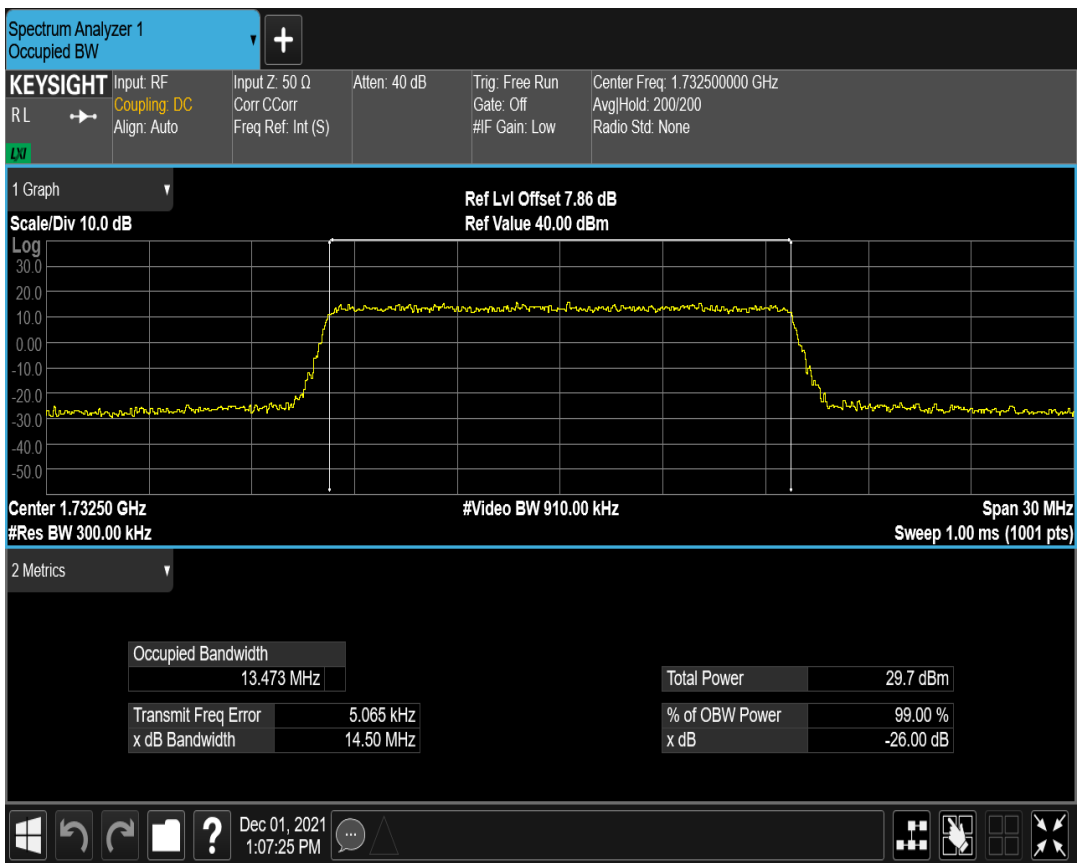 Spectrum Analyzer 1
Occupied BW
+
KEYSIGHT
R L
LXI
Input: RF
Coupling: DC
Align: Auto
Input Z: 50 Ω
Corr CCorr
Freq Ref: Int (S)
Atten: 40 dB
Trig: Free Run
Gate: Off
#IF Gain: Low
Center Freq: 1.732500000 GHz
Avg|Hold: 200/200
Radio Std: None
1 Graph
Scale/Div 10.0 dB
Ref Lvl Offset 7.86 dB
Ref Value 40.00 dBm
Log
30.0
20.0
10.0
0.00
-10.0
-20.0
-30.0
-40.0
-50.0
Center 1.73250 GHz
#Video BW 910.00 kHz
Span 30 MHz
#Res BW 300.00 kHz
Sweep 1.00 ms (1001 pts)
2 Metrics
Occupied Bandwidth
13.473 MHz
Total Power 29.7 dBm
Transmit Freq Error 5.065 kHz
% of OBW Power 99.00 %
x dB Bandwidth 14.50 MHz
x dB -26.00 dB
?
Dec 01, 2021
1:07:25 PM